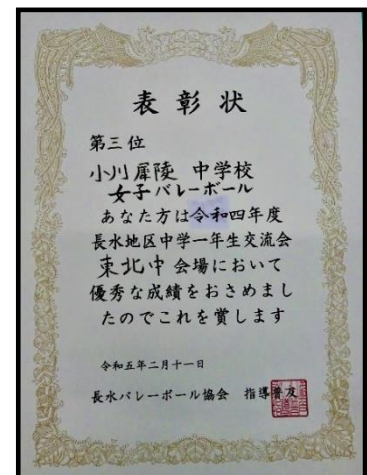 表彰状
第三位
小川犀陵 中学校
女子バレーボール
あなた方は令和四年度
長水地区中学一年生交流会
東北中会場において
優秀な成績をおさめまし
たのでこれを賞します
令和五年二月十一日
長水バレーボール協会 指導普及